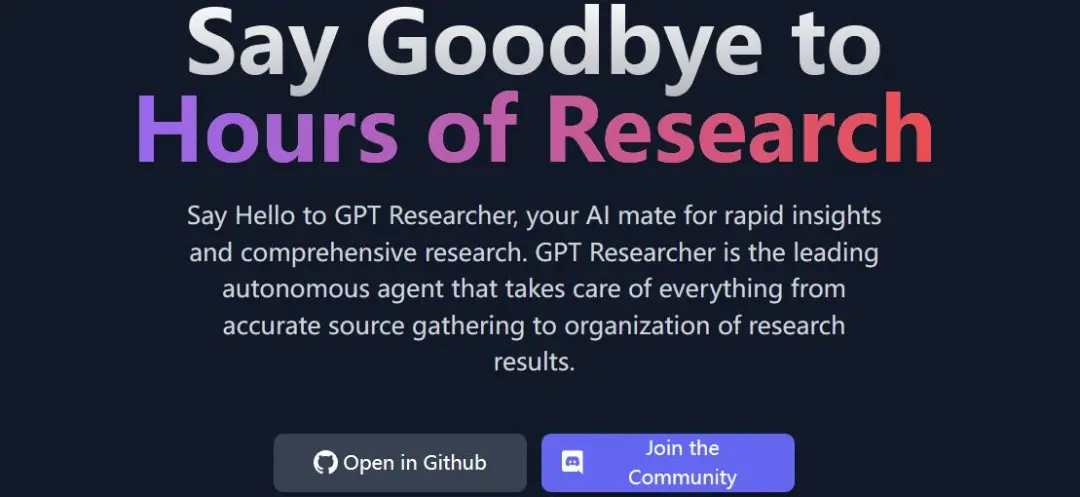 Say Goodbye to
Hours of Research
Say Hello to GPT Researcher, your AI mate for rapid insights
and comprehensive research. GPT Researcher is the leading
autonomous agent that takes care of everything from
accurate source gathering to organization of research
results.
Open in Github
Join the
Community